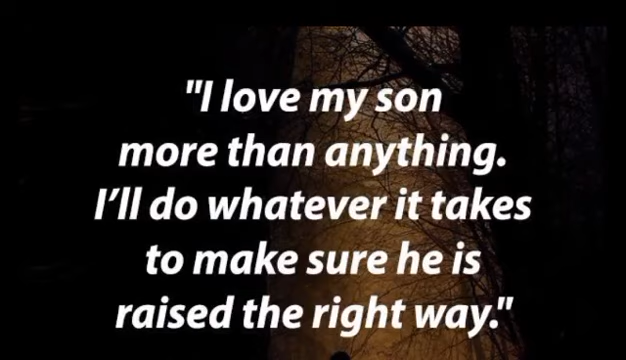 "I love my son
more than anything.
I’ll do whatever it takes
to make sure he is
raised the right way."